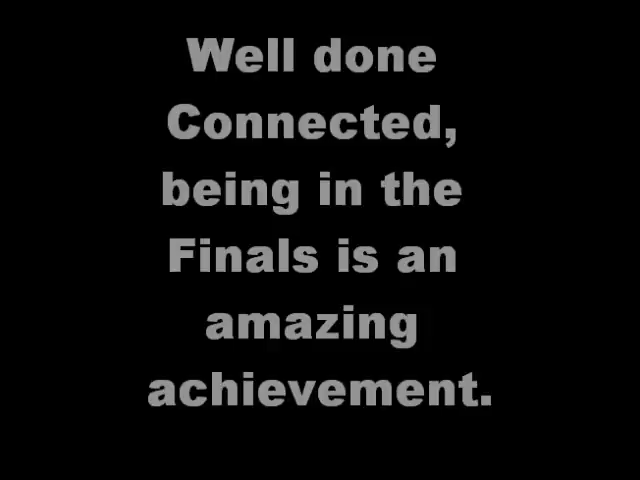 Well done
Connected,
being in the
Finals is an
amazing
achievement.